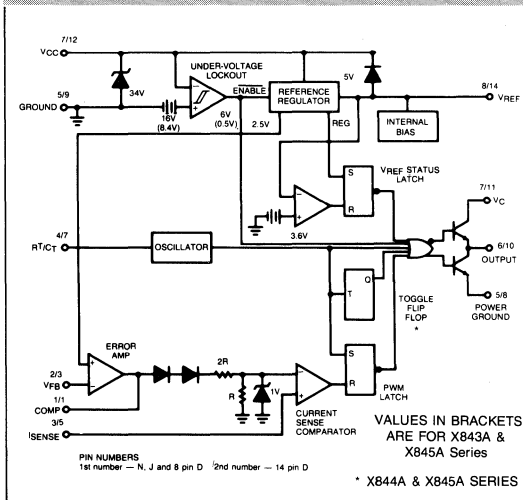 7/12
VCC
UNDER-VOLTAGE
LOCKOUT
34V
ENABLE
5V
REFERENCE
REGULATOR
8/14
VREF
5/9
GROUND
16V
(8.4V)
6V
(0.5V)
2.5V
REG
INTERNAL
BIAS
S
R
VREF STATUS
LATCH
3.6V
7/11
VC
4/7
RT/CT
OSCILLATOR
6/10
OUTPUT
Q
T
TOGGLE
FLIP
FLOP
*
5/8
POWER
GROUND
ERROR
AMP
2/3
VFB
1/1
COMP
3/5
ISENSE
2R
R
1V
CURRENT
SENSE
COMPARATOR
S
R
PWM
LATCH
VALUES IN BRACKETS
ARE FOR X843A &
X845A Series
PIN NUMBERS
1st number — N, J and 8 pin D 2nd number — 14 pin D
* X844A & X845A SERIES